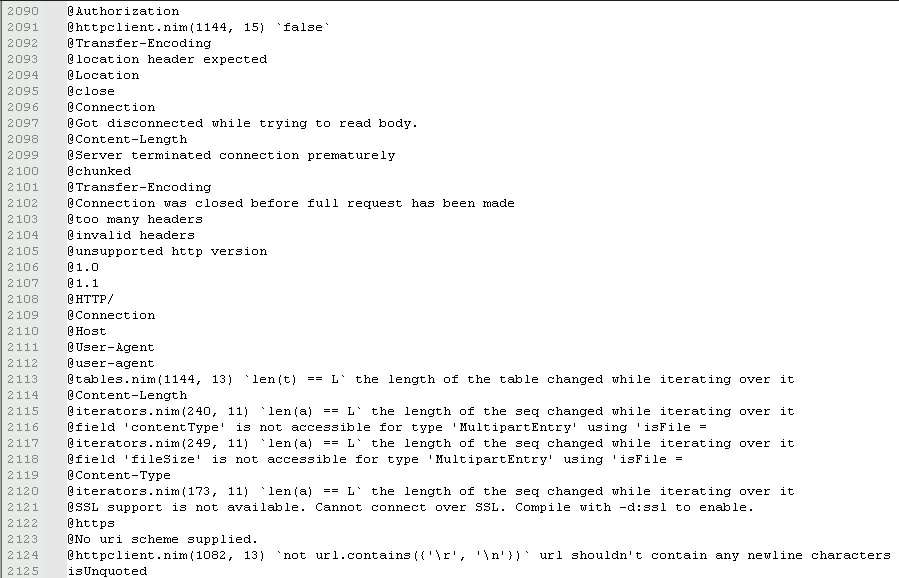 2090 @Authorization
2091 @httpclient.nim(1144, 15) `false`
2092 @Transfer-Encoding
2093 @location header expected
2094 @Location
2095 @close
2096 @Connection
2097 @Got disconnected while trying to read body.
2098 @Content-Length
2099 @Server terminated connection prematurely
2100 @chunked
2101 @Transfer-Encoding
2102 @Connection was closed before full request has been made
2103 @too many headers
2104 @invalid headers
2105 @unsupported http version
2106 @1.0
2107 @1.1
2108 @HTTP/
2109 @Connection
2110 @Host
2111 @User-Agent
2112 @user-agent
2113 @tables.nim(1144, 13) `len(t) == L` the length of the table changed while iterating over it
2114 @Content-Length
2115 @iterators.nim(240, 11) `len(a) == L` the length of the seq changed while iterating over it
2116 @field 'contentType' is not accessible for type 'MultipartEntry' using 'isFile =
2117 @iterators.nim(249, 11) `len(a) == L` the length of the seq changed while iterating over it
2118 @field 'fileSize' is not accessible for type 'MultipartEntry' using 'isFile =
2119 @Content-Type
2120 @iterators.nim(173, 11) `len(a) == L` the length of the seq changed while iterating over it
2121 @SSL support is not available. Cannot connect over SSL. Compile with -d:ssl to enable.
2122 @https
2123 @No uri scheme supplied.
2124 @httpclient.nim(1082, 13) `not url.contains({'\r', '\n'})` url shouldn't contain any newline characters
2125 isUnquoted